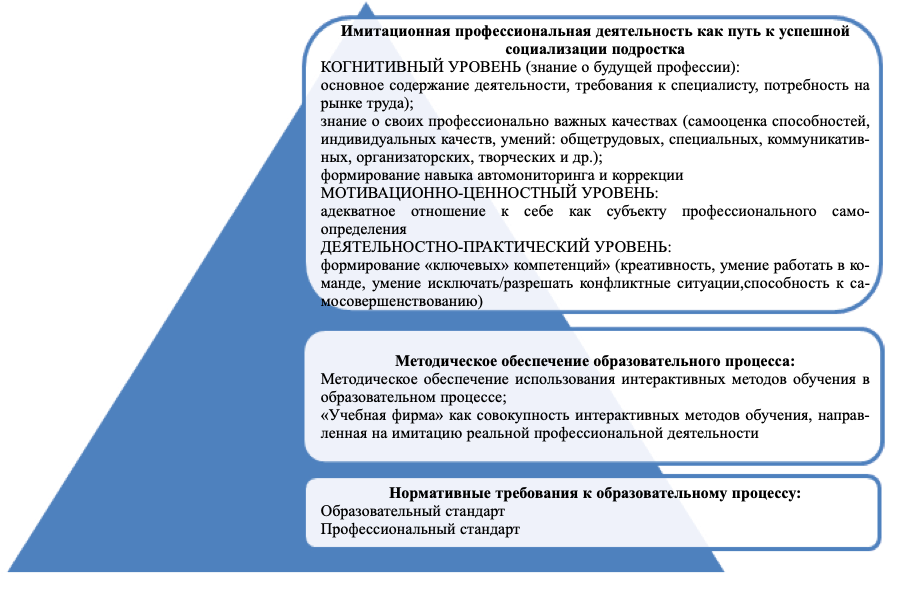 Имитационная профессиональная деятельность как путь к успешной
социализации подростка
КОГНИТИВНЫЙ УРОВЕНЬ (знание о будущей профессии):
основное содержание деятельности, требования к специалисту, потребность на
рынке труда);
знание о своих профессионально важных качествах (самооценка способностей,
индивидуальных качеств, умений: общетрудовых, специальных, коммуникатив-
ных, организаторских, творческих и др.);
формирование навыка автомониторинга и коррекции
МОТИВАЦИОННО-ЦЕННОСТНЫЙ УРОВЕНЬ:
адекватное отношение к себе как субъекту профессионального само-
определения
ДЕЯТЕЛЬНОСТНО-ПРАКТИЧЕСКИЙ УРОВЕНЬ:
формирование «ключевых» компетенций» (креативность, умение работать в ко-
манде, умение исключать/разрешать конфликтные ситуации,способность к са-
мосовершенствованию)
Методическое обеспечение образовательного процесса:
Методическое обеспечение использования интерактивных методов обучения в
образовательном процессе;
«Учебная фирма» как совокупность интерактивных методов обучения, направ-
ленная на имитацию реальной профессиональной деятельности
Нормативные требования к образовательному процессу:
Образовательный стандарт
Профессиональный стандарт